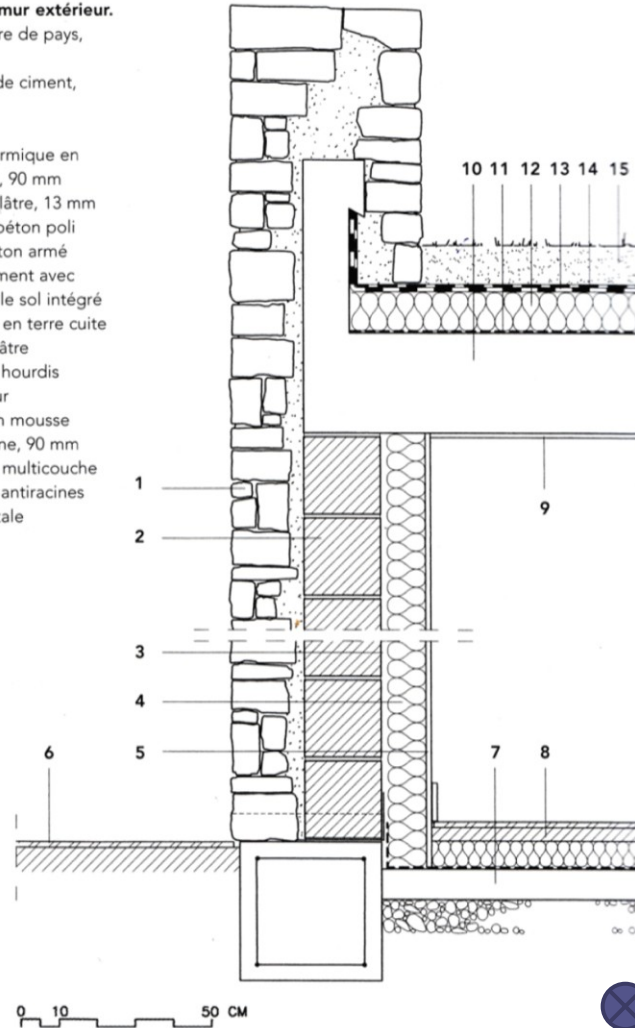 mur extérieur.
re de pays,
de ciment,
rmique en
, 90 mm
lâtre, 13 mm
béton poli
ton armé
ment avec
le sol intégré
en terre cuite
âtre
hourdis
ur
n mousse
ne, 90 mm
multicouche
antiracines
tale
10 11 12 13 14 15
1
2
9
3
4
6 5 7 8
0 10 50 CM